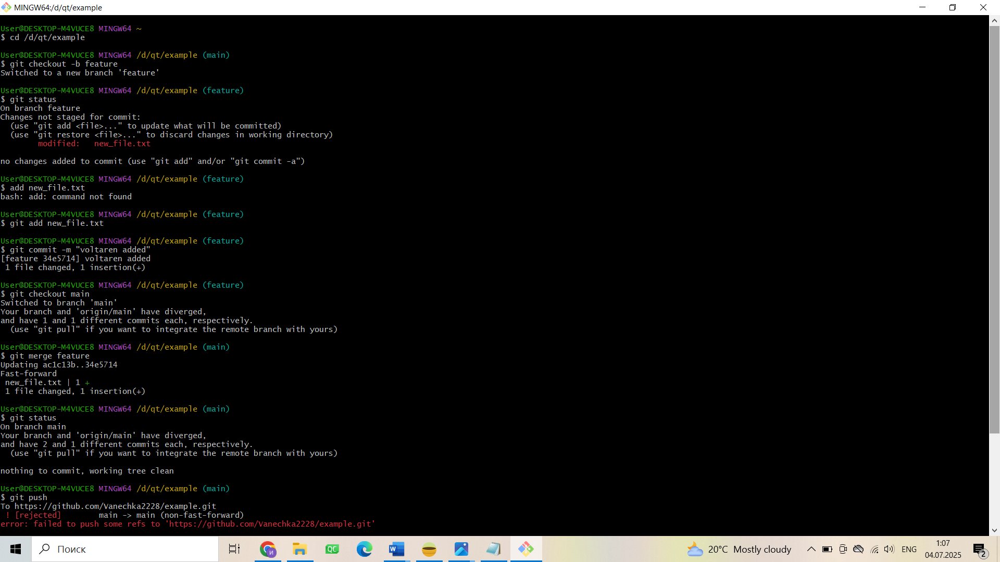 MINGW64:/d/qt/example
User@DESKTOP-M4VUCE8 MINGW64 ~
$ cd /d/qt/example
User@DESKTOP-M4VUCE8 MINGW64 /d/qt/example (main)
$ git checkout -b feature
Switched to a new branch 'feature'
User@DESKTOP-M4VUCE8 MINGW64 /d/qt/example (feature)
$ git status
On branch feature
Changes not staged for commit:
  (use "git add <file>..." to update what will be committed)
  (use "git restore <file>..." to discard changes in working directory)
        modified:   new_file.txt
no changes added to commit (use "git add" and/or "git commit -a")
User@DESKTOP-M4VUCE8 MINGW64 /d/qt/example (feature)
$ add new_file.txt
bash: add: command not found
User@DESKTOP-M4VUCE8 MINGW64 /d/qt/example (feature)
$ git add new_file.txt
User@DESKTOP-M4VUCE8 MINGW64 /d/qt/example (feature)
$ git commit -m "voltaren added"
[feature 34e5714] voltaren added
 1 file changed, 1 insertion(+)
User@DESKTOP-M4VUCE8 MINGW64 /d/qt/example (feature)
$ git checkout main
Switched to branch 'main'
Your branch and 'origin/main' have diverged,
and have 1 and 1 different commits each, respectively.
  (use "git pull" if you want to integrate the remote branch with yours)
User@DESKTOP-M4VUCE8 MINGW64 /d/qt/example (main)
$ git merge feature
Updating ac1c13b..34e5714
Fast-forward
 new_file.txt | 1 +
 1 file changed, 1 insertion(+)
User@DESKTOP-M4VUCE8 MINGW64 /d/qt/example (main)
$ git status
On branch main
Your branch and 'origin/main' have diverged,
and have 2 and 1 different commits each, respectively.
  (use "git pull" if you want to integrate the remote branch with yours)
nothing to commit, working tree clean
User@DESKTOP-M4VUCE8 MINGW64 /d/qt/example (main)
$ git push
To https://github.com/Vanechka2228/example.git
 ! [rejected]        main -> main (non-fast-forward)
error: failed to push some refs to 'https://github.com/Vanechka2228/example.git'
Поиск
И
QC
W
20°C Mostly cloudy
ENG
1:07
04.07.2025
2